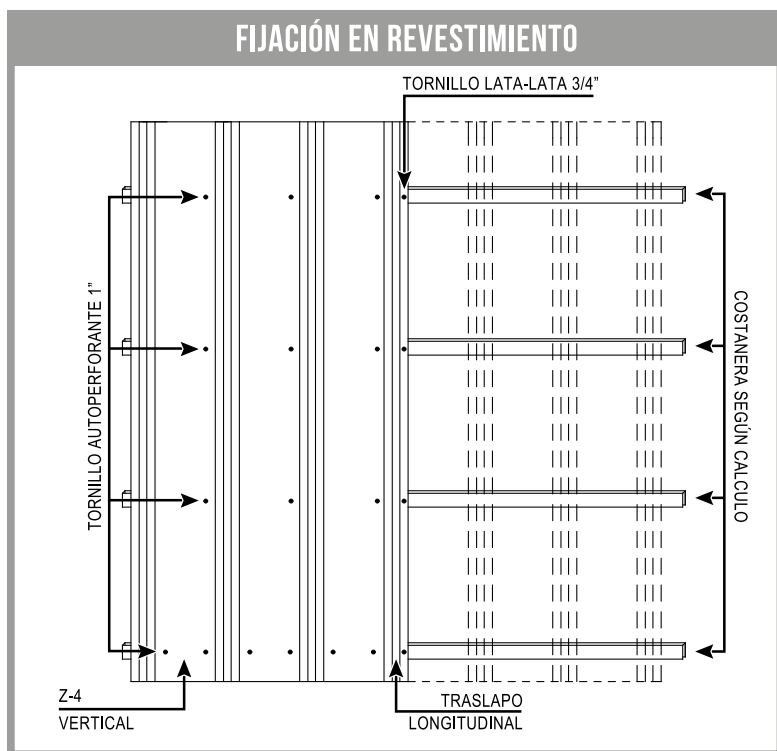 FIJACIÓN EN REVESTIMIENTO
TORNILLO LATA-LATA 3/4"
TORNILLO AUTOPERFORANTE 1"
COSTANERA SEGÚN CALCULO
Z-4
VERTICAL
TRASLAPO
LONGITUDINAL